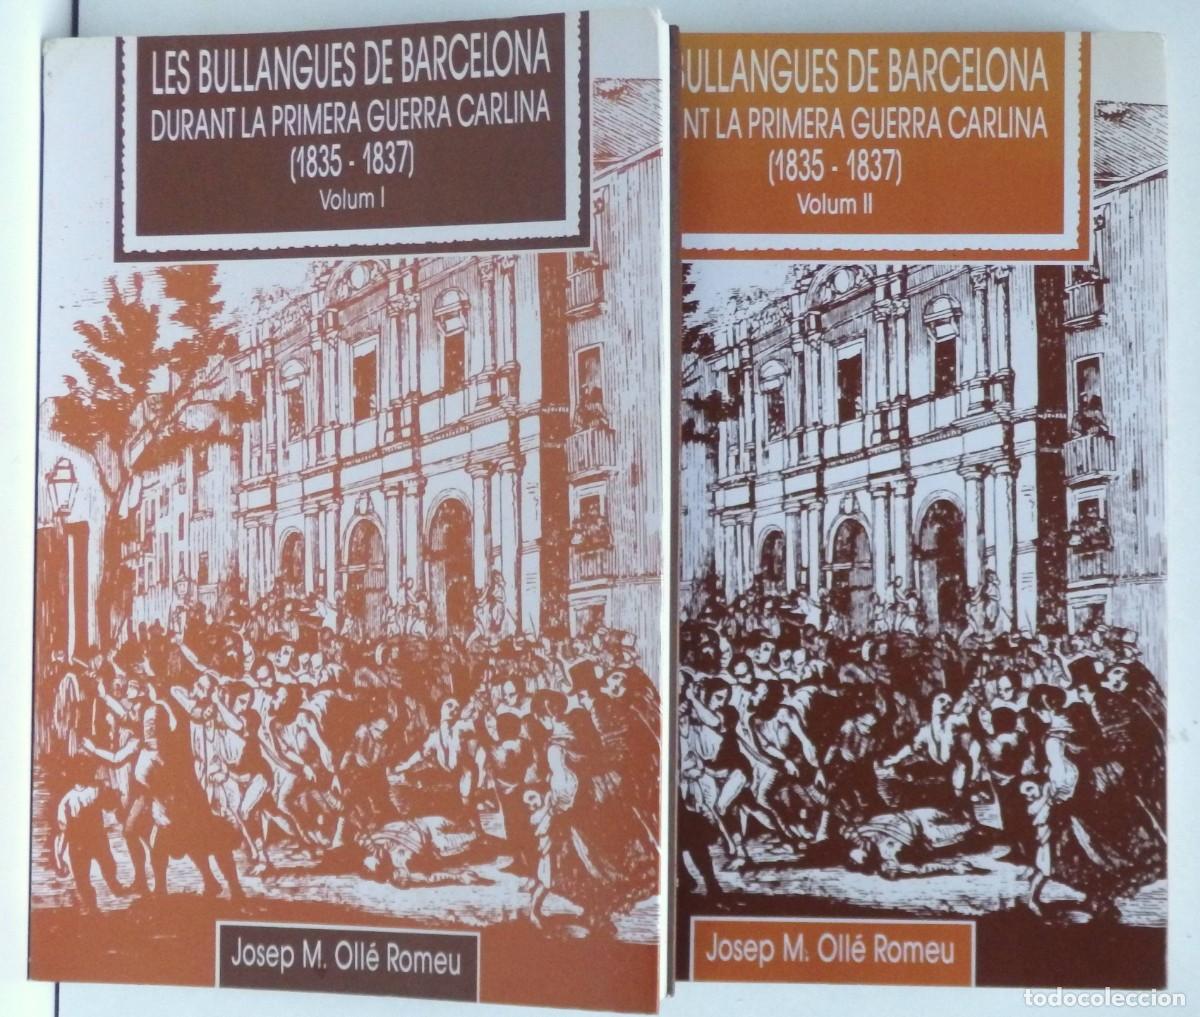 LES BULLANGUES DE BARCELONA
DURANT LA PRIMERA GUERRA CARLINA
(1835 - 1837)
Volum I
Josep M. Ollé Romeu
BULLANGUES DE BARCELONA
NT LA PRIMERA GUERRA CARLINA
(1835 - 1837)
Volum II
Josep M. Ollé Romeu
todocoleccion